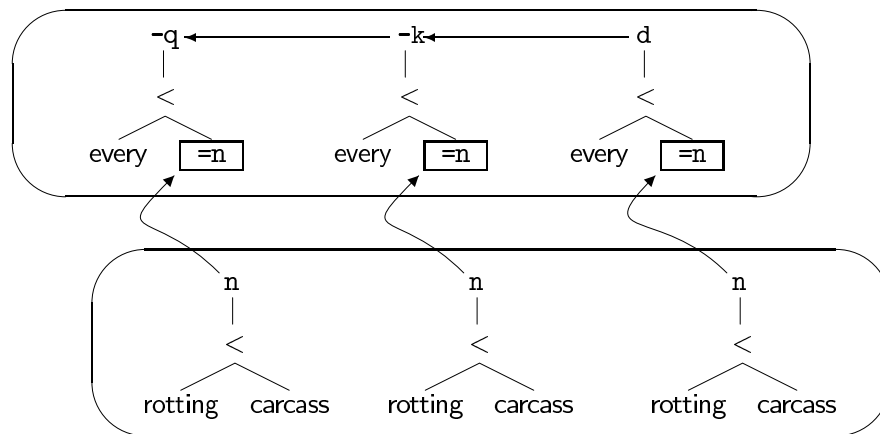 -q -k d
< < <
every =n every =n every =n
n n n
< < <
rotting carcass rotting carcass rotting carcass